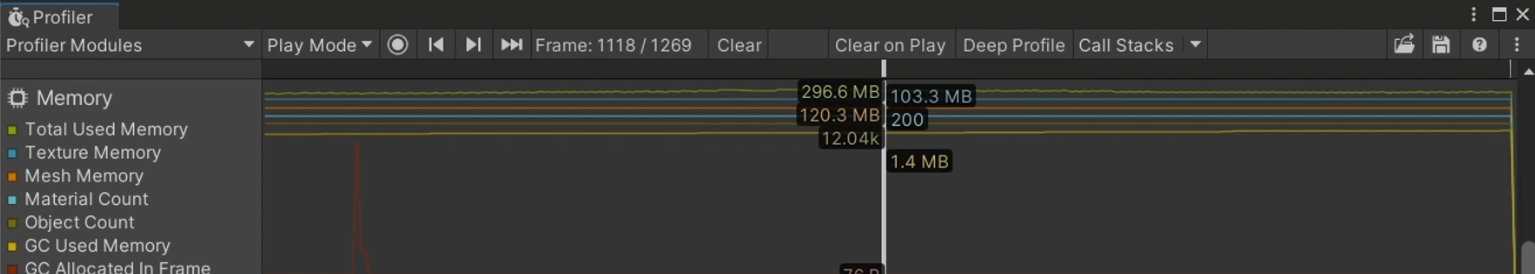 Profiler
Profiler Modules Play Mode Frame: 1118 / 1269 Clear Clear on Play Deep Profile Call Stacks
Memory
Total Used Memory
Texture Memory
Mesh Memory
Material Count
Object Count
GC Used Memory
GC Allocated In Frame
296.6 MB 103.3 MB
120.3 MB 200
12.04k
1.4 MB
76 B